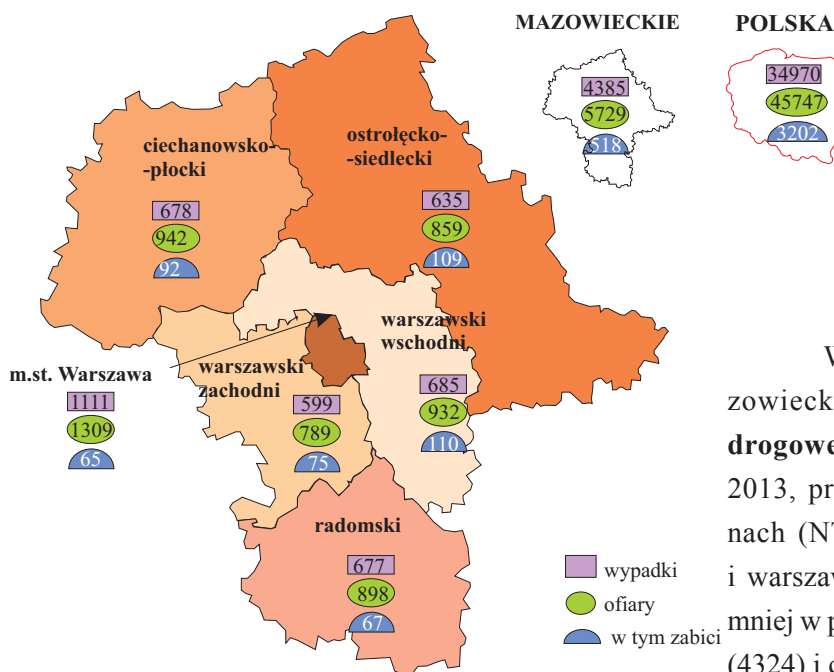 MAZOWIECKIE
POLSKA
4385
5729
518
34970
45747
3202
ciechanowsko-
-płocki
678
942
92
ostrołęcko-
-siedlecki
635
859
109
m.st. Warszawa
1111
1309
65
warszawski
zachodni
599
789
75
warszawski
wschodni
685
932
110
radomski
677
898
67
wypadki
ofiary
w tym zabici
W
zowieck
drogowe
2013, pr
nach (NT
i warszaw
mniej w p
(4324) i